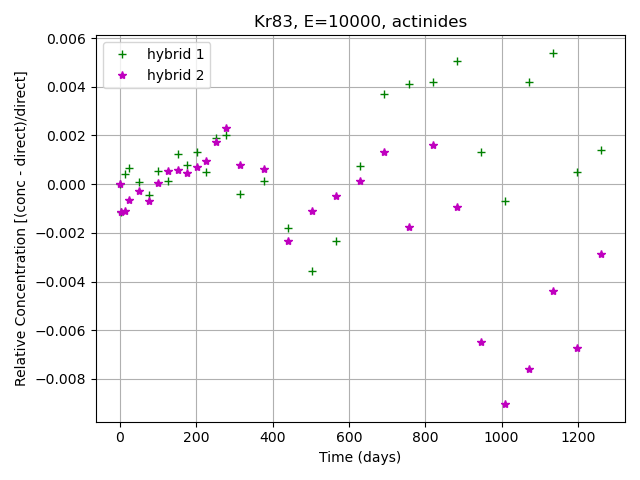 Kr83, E=10000, actinides
hybrid 1
hybrid 2
Relative Concentration [(conc - direct)/direct]
0.006
0.004
0.002
0.000
−0.002
−0.004
−0.006
−0.008
0 200 400 600 800 1000 1200
Time (days)